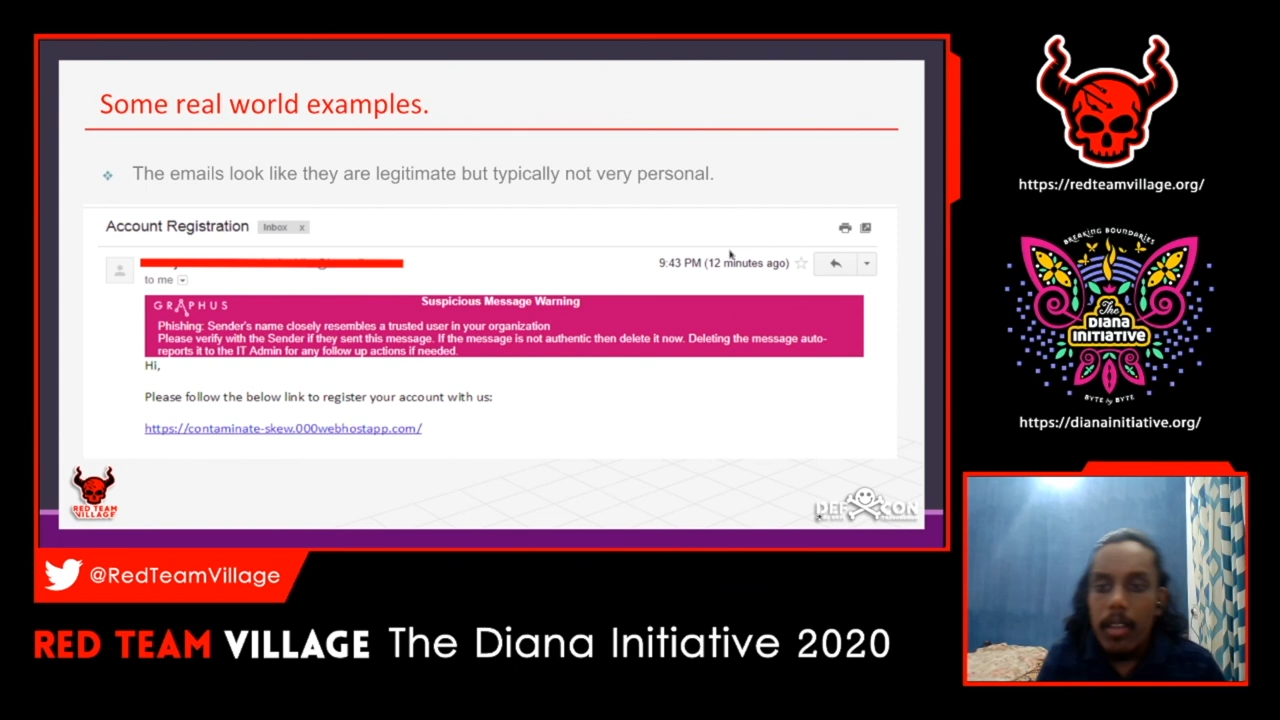 Some real world examples.
The emails look like they are legitimate but typically not very personal.
Account Registration Inbox x
9:43 PM (12 minutes ago)
to me
GRAPHUS
Suspicious Message Warning
Phishing: Sender's name closely resembles a trusted user in your organization
Please verify with the Sender if they sent this message. If the message is not authentic then delete it now. Deleting the message auto-
reports it to the IT Admin for any follow up actions if needed.
Hi,
Please follow the below link to register your account with us:
https://contaminate-skew.000webhostapp.com/
RED TEAM
VILLAGE
DEF CON
@RedTeamVillage
RED TEAM VILLAGE The Diana Initiative 2020
https://redteamvillage.org/
BREAKING BOUNDARIES
The
DIANA
INITIATIVE
BYTE by BYTE
https://dianainitiative.org/